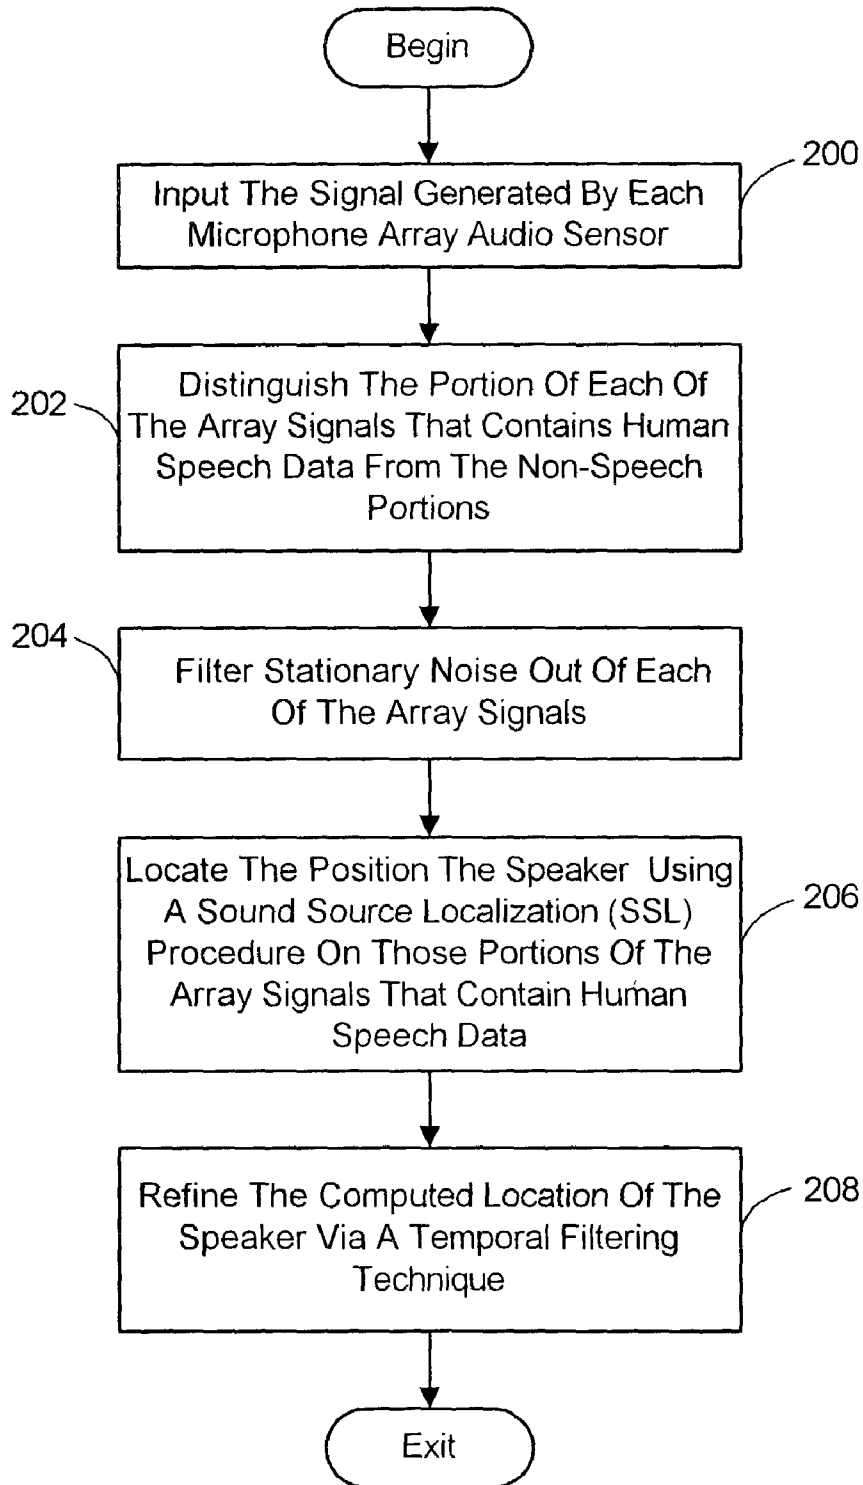 Begin
200
Input The Signal Generated By Each
Microphone Array Audio Sensor
202
Distinguish The Portion Of Each Of
The Array Signals That Contains Human
Speech Data From The Non-Speech
Portions
204
Filter Stationary Noise Out Of Each
Of The Array Signals
Locate The Position The Speaker Using
A Sound Source Localization (SSL)
Procedure On Those Portions Of The
Array Signals That Contain Human
Speech Data
206
Refine The Computed Location Of The
Speaker Via A Temporal Filtering
Technique
208
Exit